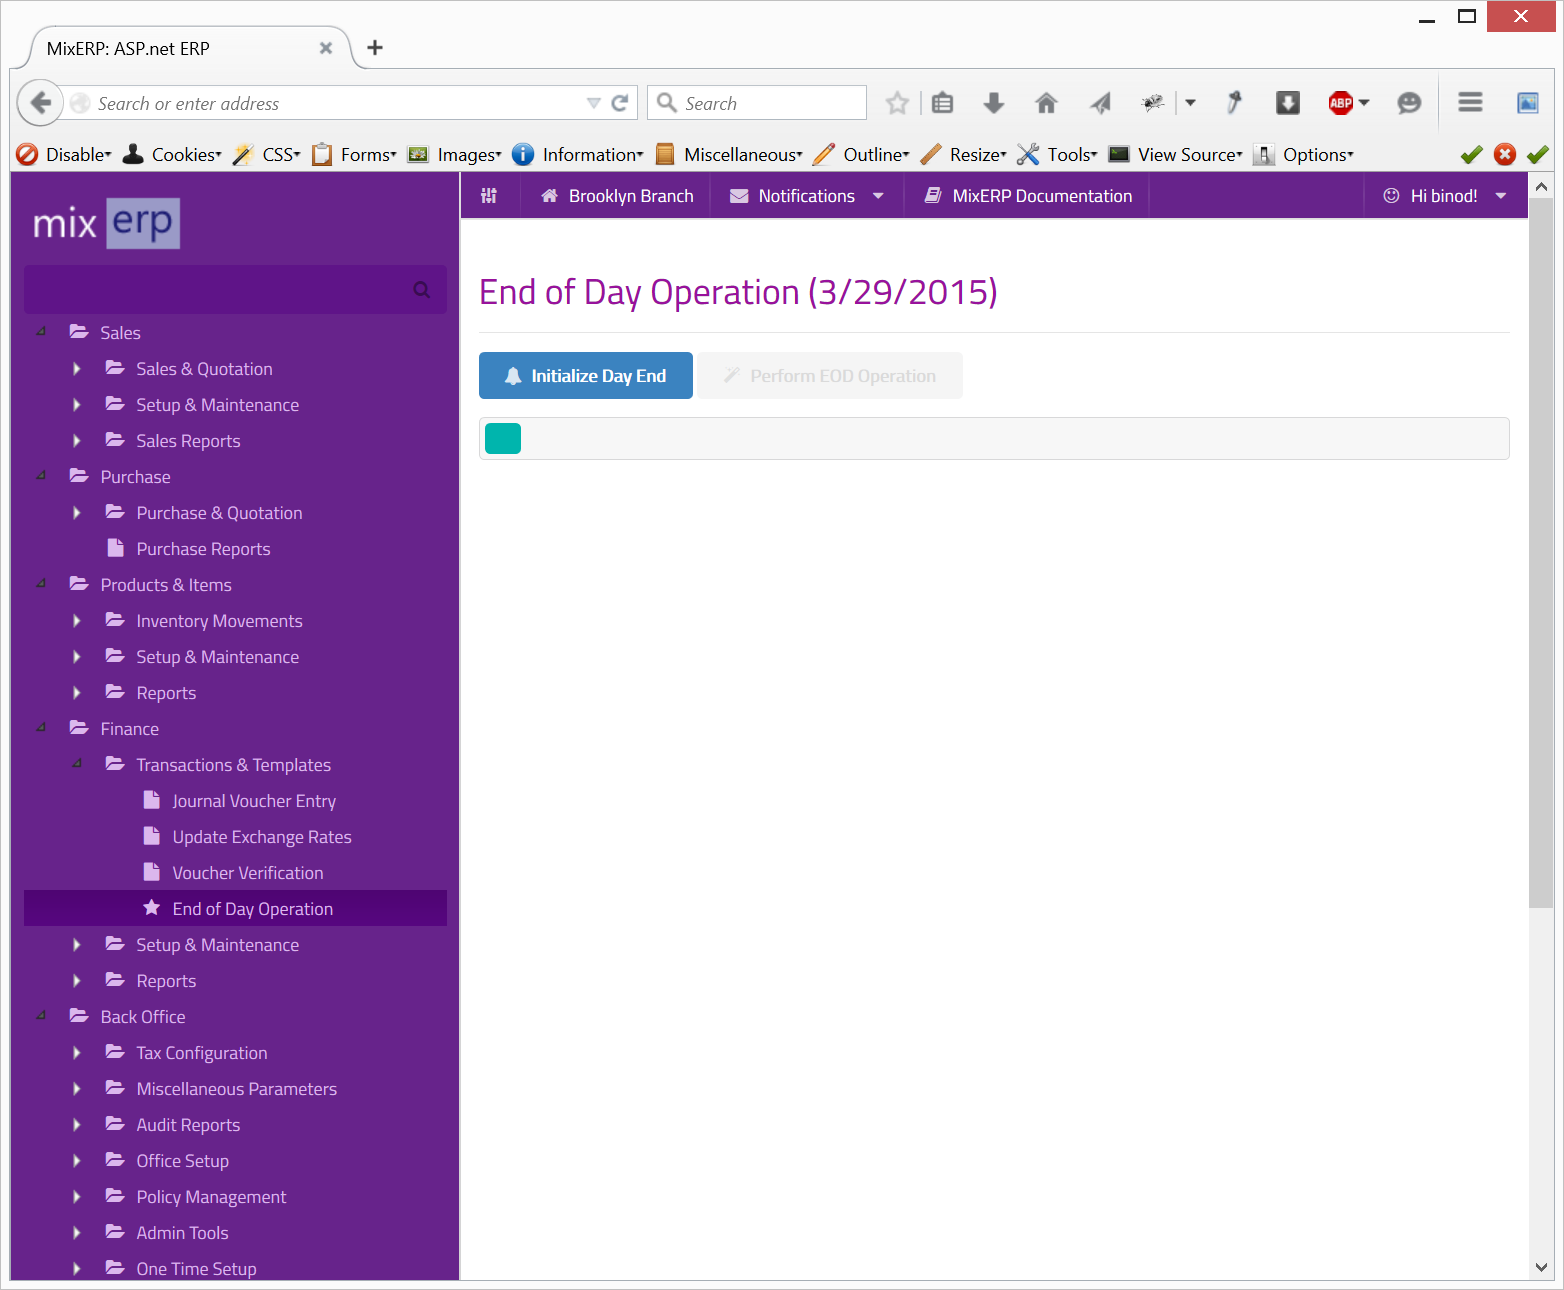 MixERP: ASP.net ERP
Search or enter address
Search
ABP
Disable
Cookies
CSS
Forms
Images
Information
Miscellaneous
Outline
Resize
Tools
View Source
Options
mix erp
Brooklyn Branch
Notifications
MixERP Documentation
Hi binod!
Sales
Sales & Quotation
Setup & Maintenance
Sales Reports
Purchase
Purchase & Quotation
Purchase Reports
Products & Items
Inventory Movements
Setup & Maintenance
Reports
Finance
Transactions & Templates
Journal Voucher Entry
Update Exchange Rates
Voucher Verification
End of Day Operation
Setup & Maintenance
Reports
Back Office
Tax Configuration
Miscellaneous Parameters
Audit Reports
Office Setup
Policy Management
Admin Tools
One Time Setup
End of Day Operation (3/29/2015)
Initialize Day End
Perform EOD Operation